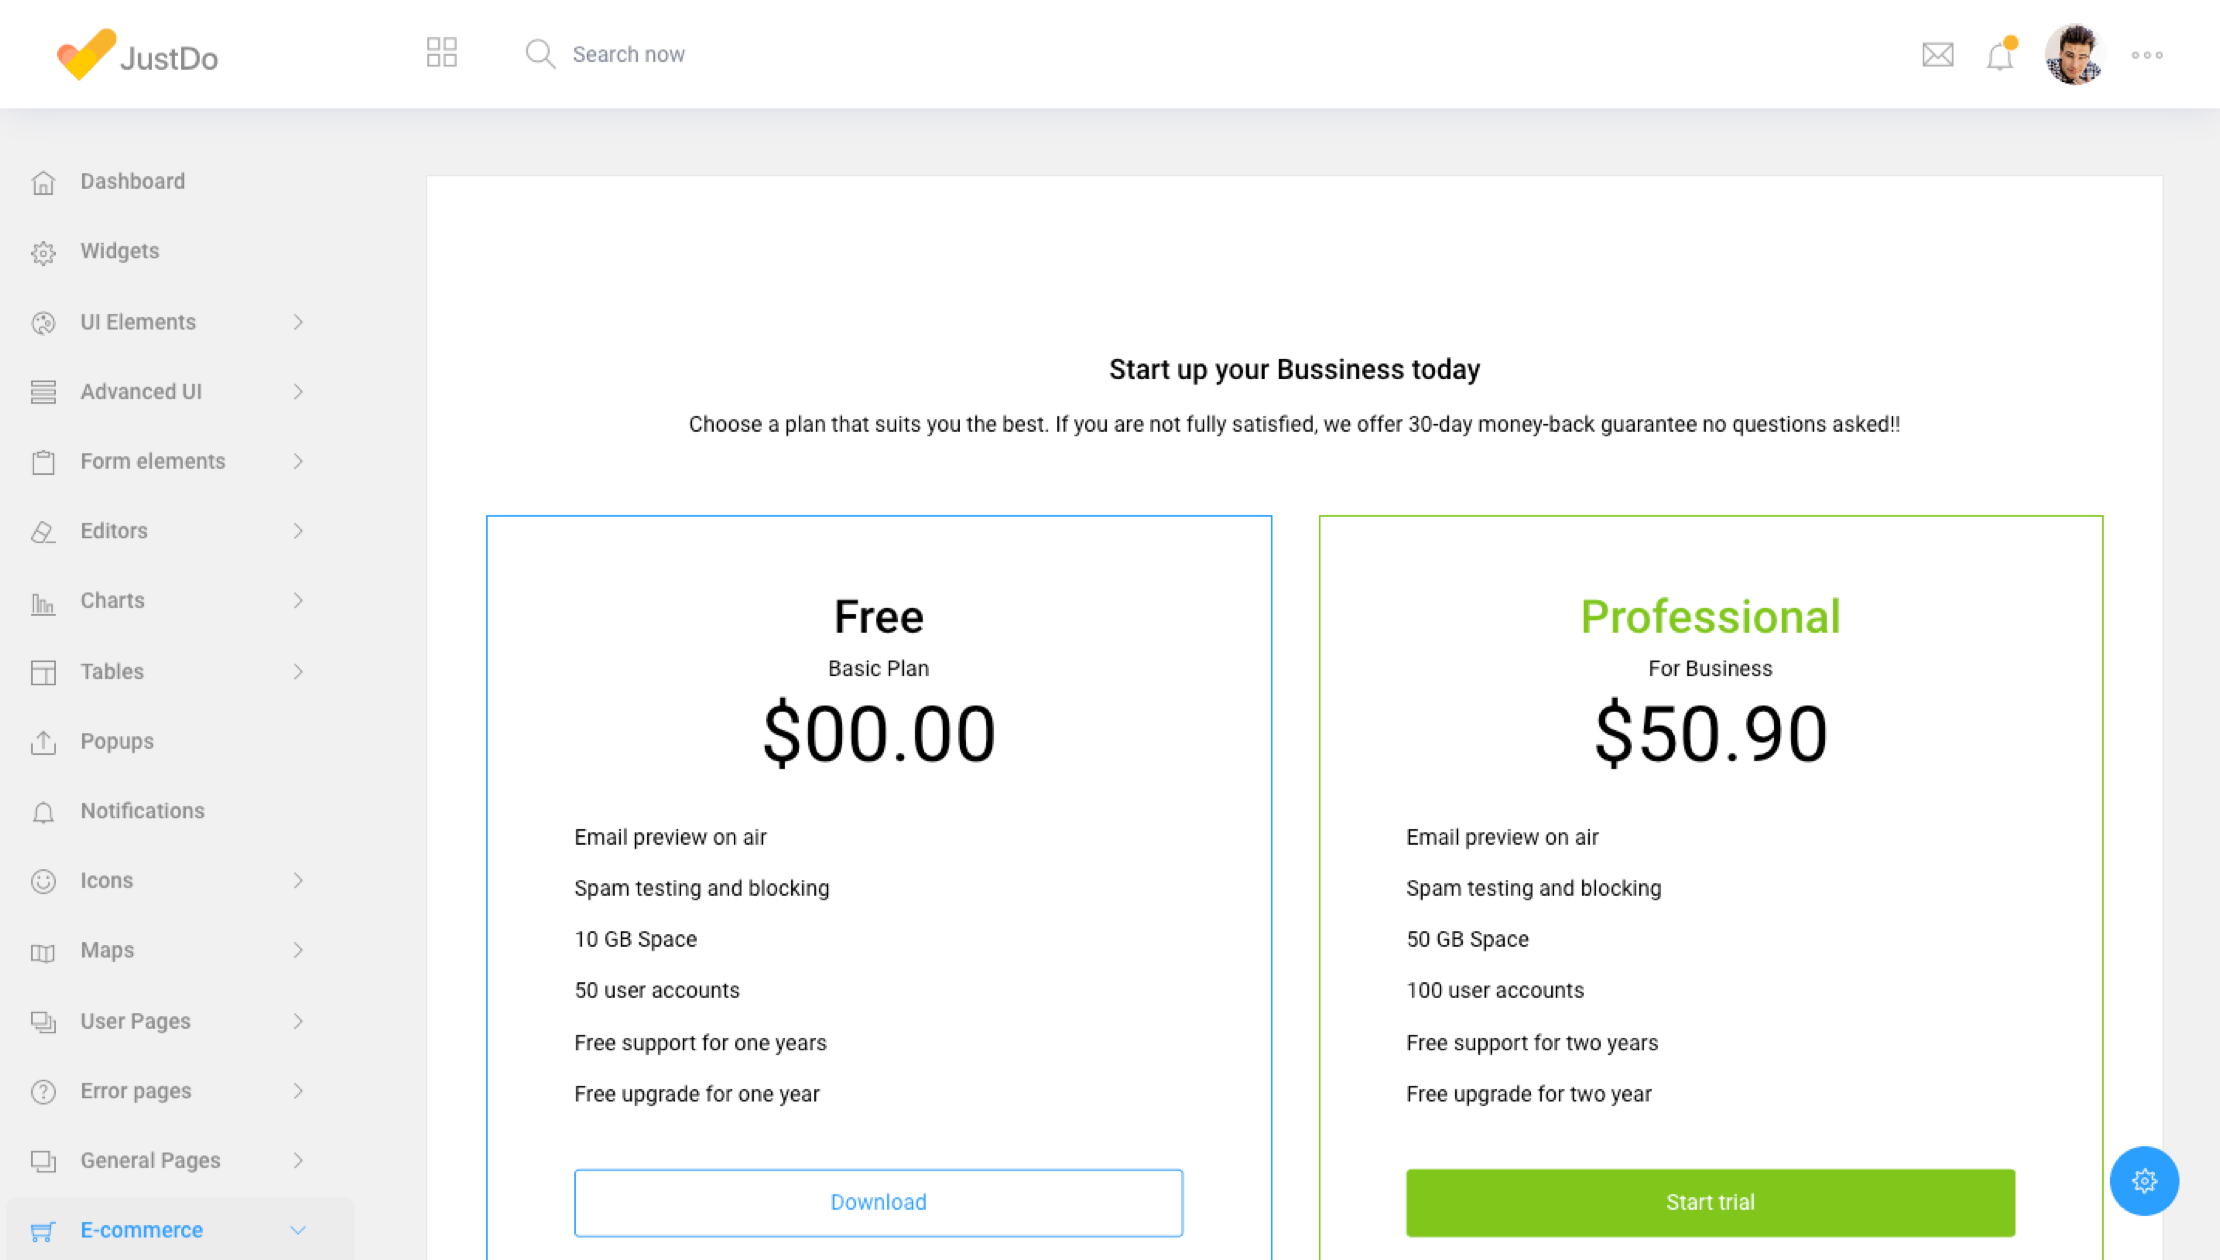 JustDo
Search now
Dashboard
Widgets
UI Elements
Advanced UI
Form elements
Editors
Charts
Tables
Popups
Notifications
Icons
Maps
User Pages
Error pages
General Pages
E-commerce
Start up your Bussiness today
Choose a plan that suits you the best. If you are not fully satisfied, we offer 30-day money-back guarantee no questions asked!!
Free
Basic Plan
$00.00
Email preview on air
Spam testing and blocking
10 GB Space
50 user accounts
Free support for one years
Free upgrade for one year
Download
Professional
For Business
$50.90
Email preview on air
Spam testing and blocking
50 GB Space
100 user accounts
Free support for two years
Free upgrade for two year
Start trial